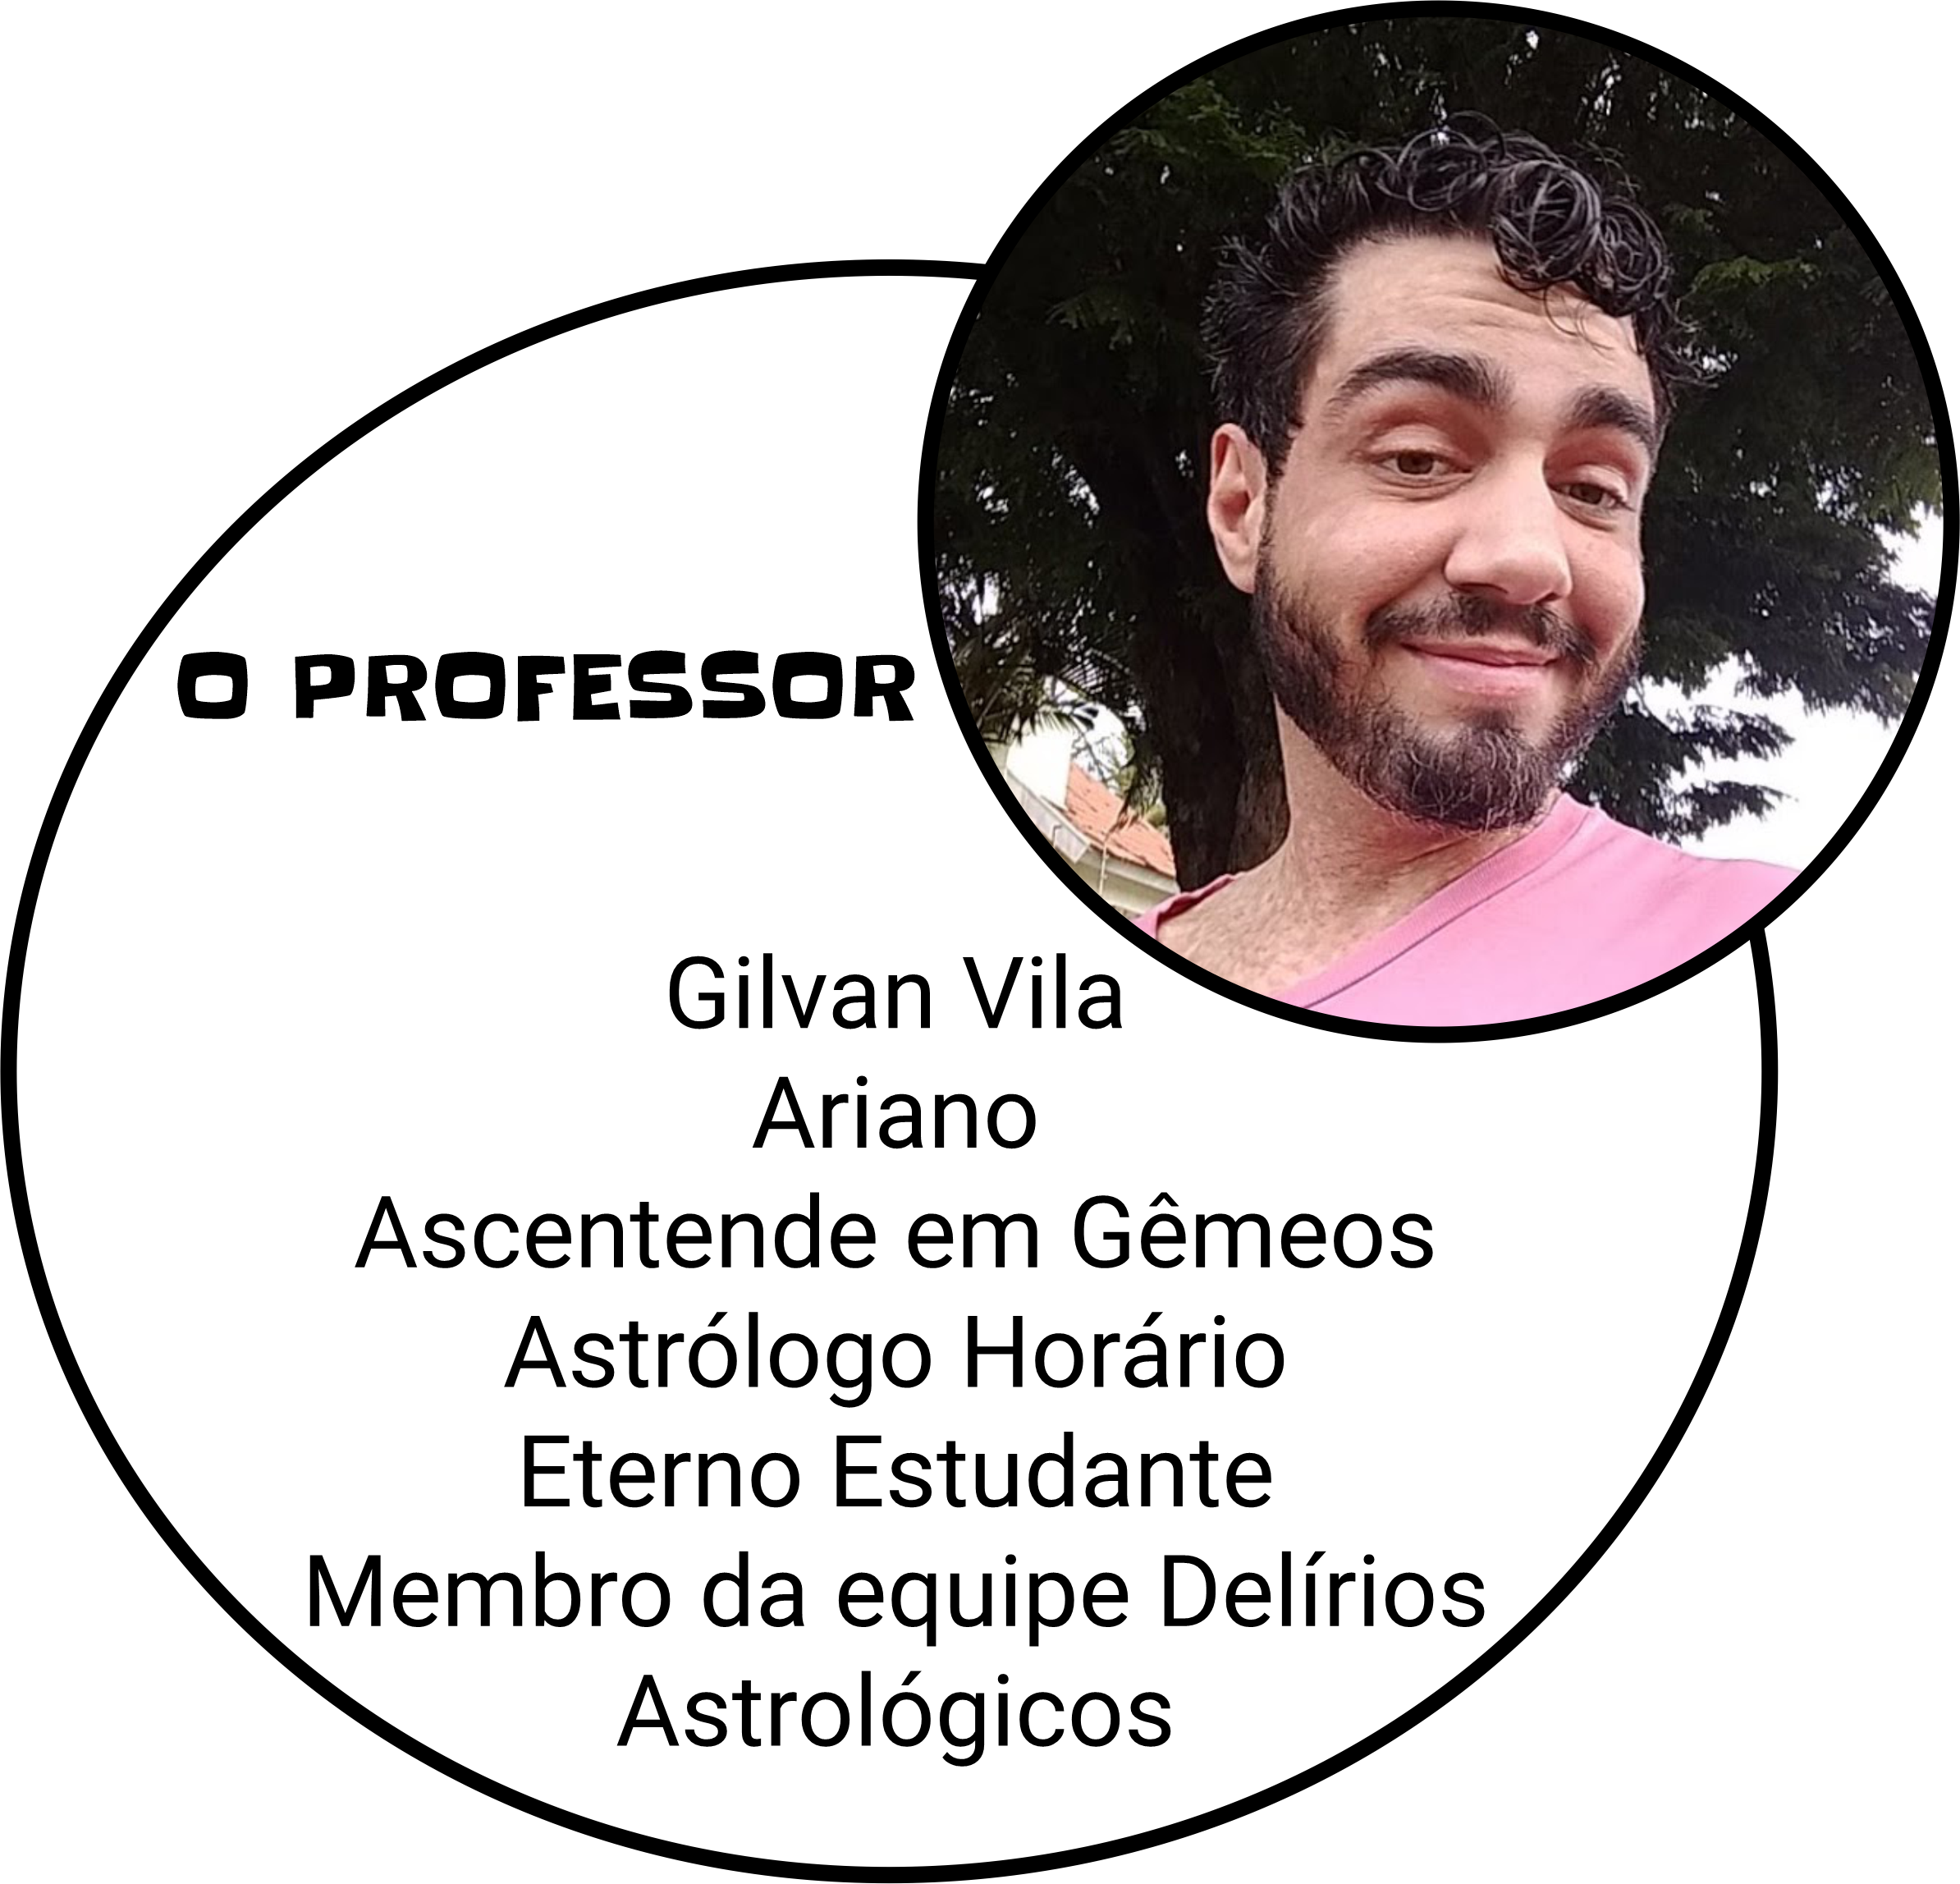 O PROFESSOR
Gilvan Vila
Ariano
Ascentende em Gêmeos
Astrólogo Horário
Eterno Estudante
Membro da equipe Delírios
Astrológicos